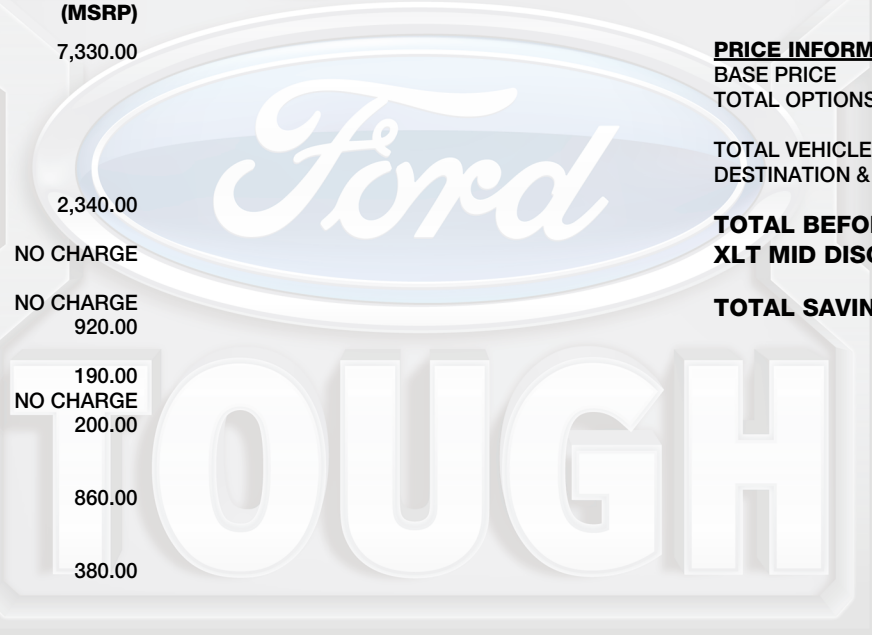 (MSRP)
7,330.00
2,340.00
NO CHARGE
NO CHARGE
920.00
190.00
NO CHARGE
200.00
860.00
380.00
PRICE INFORM
BASE PRICE
TOTAL OPTIONS
TOTAL VEHICLE
DESTINATION &
TOTAL BEFO
XLT MID DISC
TOTAL SAVIN
Ford
TOUGH